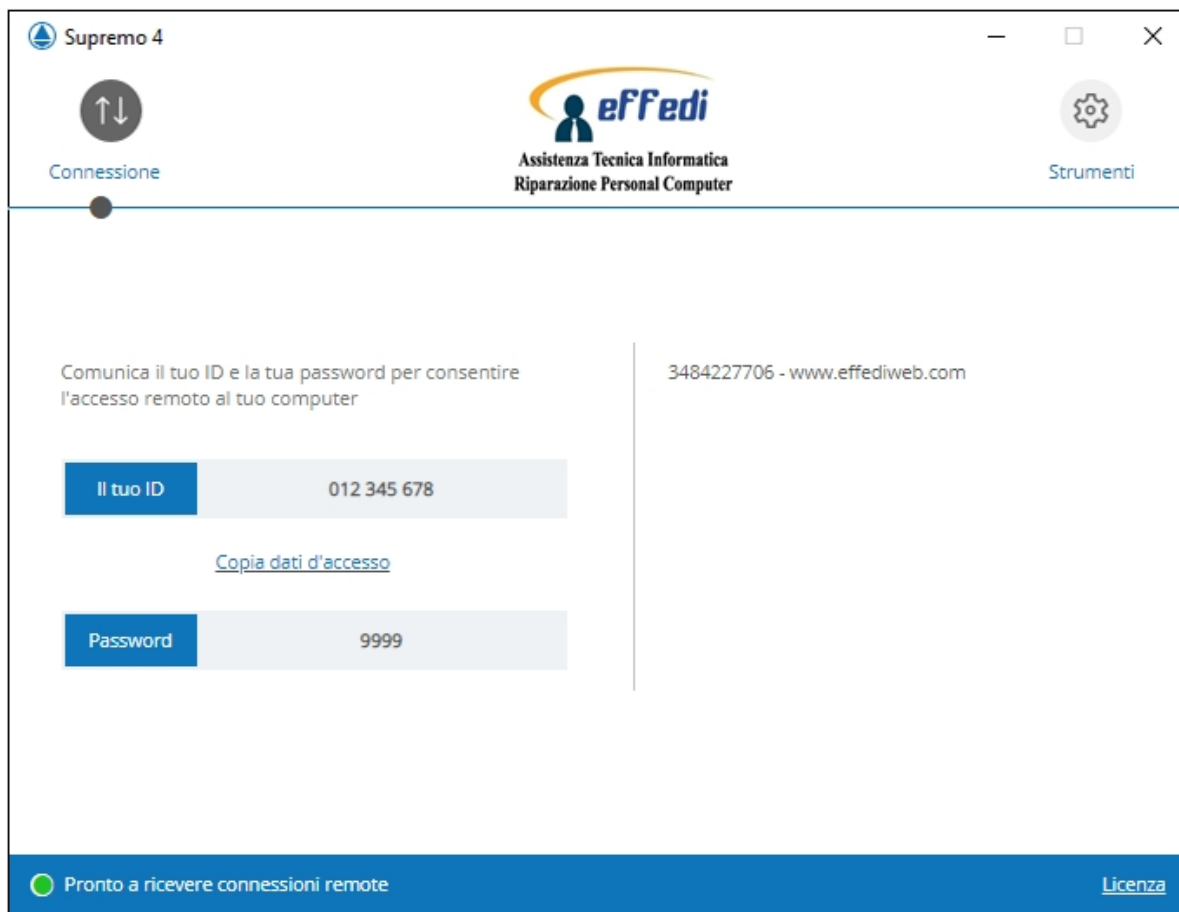 Supremo 4
effedi
Assistenza Tecnica Informatica
Riparazione Personal Computer
Connessione
Strumenti
Comunica il tuo ID e la tua password per consentire
l'accesso remoto al tuo computer
3484227706 - www.effediweb.com
Il tuo ID
012 345 678
Copia dati d'accesso
Password
9999
Pronto a ricevere connessioni remote
Licenza